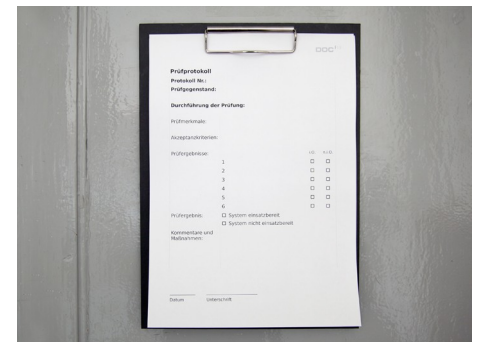 DDC
Prüfprotokoll
Protokoll Nr.:
Prüfgegenstand:
Durchführung der Prüfung:
Prüfmerkmale:
Akzeptanzkriterien:
Prüfergebnisse:
1
2
3
4
5
6
Prüfergebnis: □ System einsatzbereit
□ System nicht einsatzbereit
Kommentare und
Maßnahmen:
Datum Unterschrift